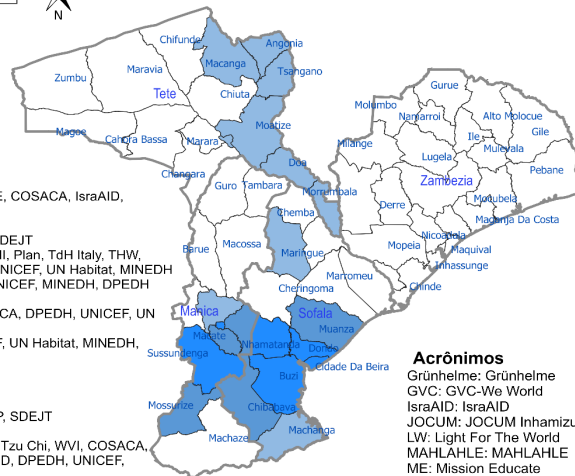 N
Chifunde
Angonia
Macanga
Tsangano
Zumbu
Maravia
Tete
Chiuta
Moatize
Magoe
Cahora Bassa
Marara
Doa
Changara
Guro
Tambara
Morrumbala
Chemba
Barue
Macossa
Maringue
Cheringoma
Marromeu
Manica
Sofala
Macate
Muanza
Nhamatanda
Dondo
Sussundenga
Cidade Da Beira
Buzi
Mossurize
Chibabava
Machaze
Machanga
Gurue
Molumbo
Namarroi
Alto Molocue
Ile
Gile
Milange
Mulevala
Lugela
Pebane
Zambezia
Derre
Mocubela
Maganja Da Costa
Nicoadala
Mopeia
Maquival
Inhassunge
Chinde
E, COSACA, IsraAID,
SDEJT
II, Plan, TdH Italy, THW,
NICEF, UN Habitat, MINEDH
NICEF, MINEDH, DPEDH
CA, DPEDH, UNICEF, UN
F, UN Habitat, MINEDH,
P, SDEJT
Tzu Chi, WVI, COSACA,
D, DPEDH, UNICEF,
Acrônimos
Grünhelme: Grünhelme
GVC: GVC-We World
IsraAID: IsraAID
JOCUM: JOCUM Inhamizu
LW: Light For The World
MAHLAHLE: MAHLAHLE
ME: Mission Educate